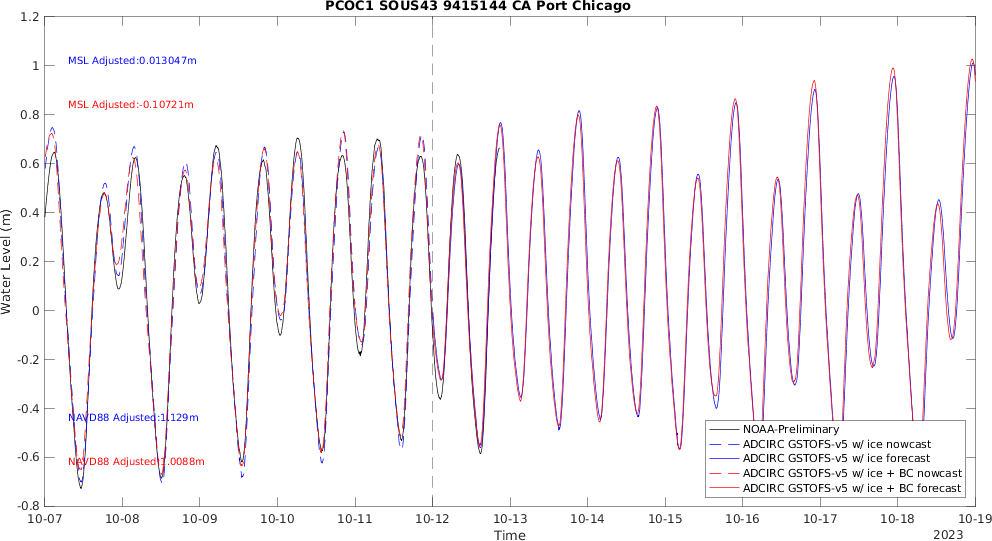 PCOC1 SOUS43 9415144 CA Port Chicago
1.2
1
0.8
0.6
0.4
0.2
0
-0.2
-0.4
-0.6
-0.8
Water Level (m)
MSL Adjusted:0.013047m
MSL Adjusted:-0.10721m
NAVD88 Adjusted:1.129m
NAVD88 Adjusted:1.0088m
NOAA-Preliminary
ADCIRC GSTOFS-v5 w/ ice nowcast
ADCIRC GSTOFS-v5 w/ ice forecast
ADCIRC GSTOFS-v5 w/ ice + BC nowcast
ADCIRC GSTOFS-v5 w/ ice + BC forecast
10-07 10-08 10-09 10-10 10-11 10-12 10-13 10-14 10-15 10-16 10-17 10-18 10-19
Time
2023